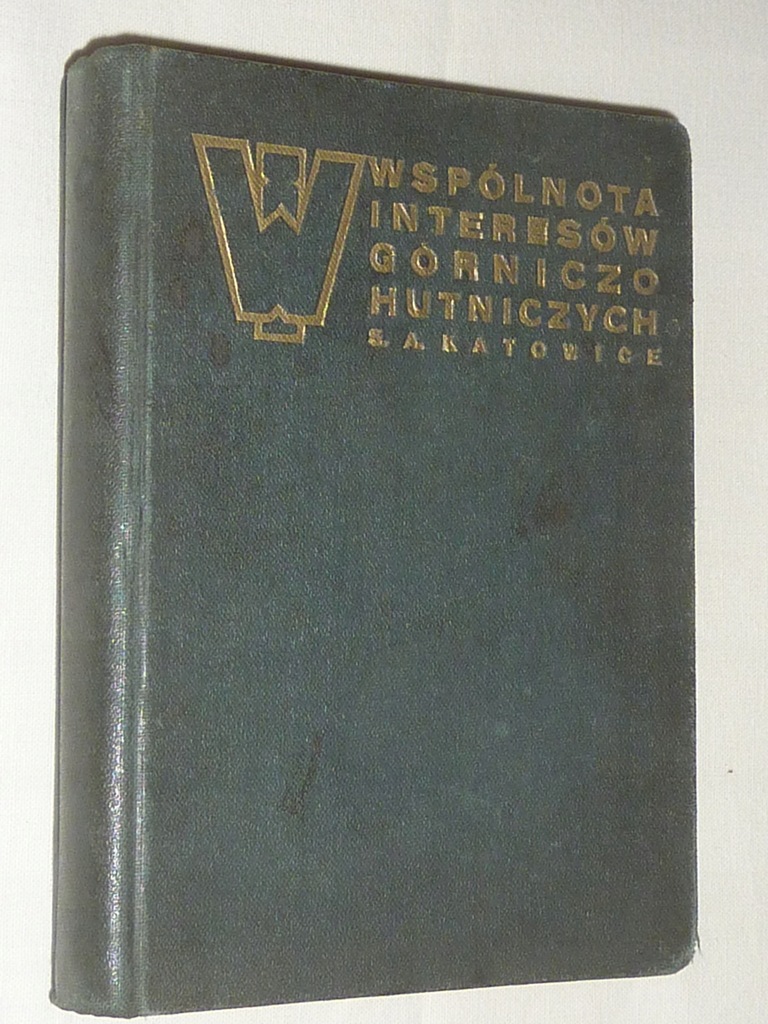 W WSPÓLNOTA
INTERESÓW
GÓRNICZO
HUTNICZYCH
S. A. KATOWICE